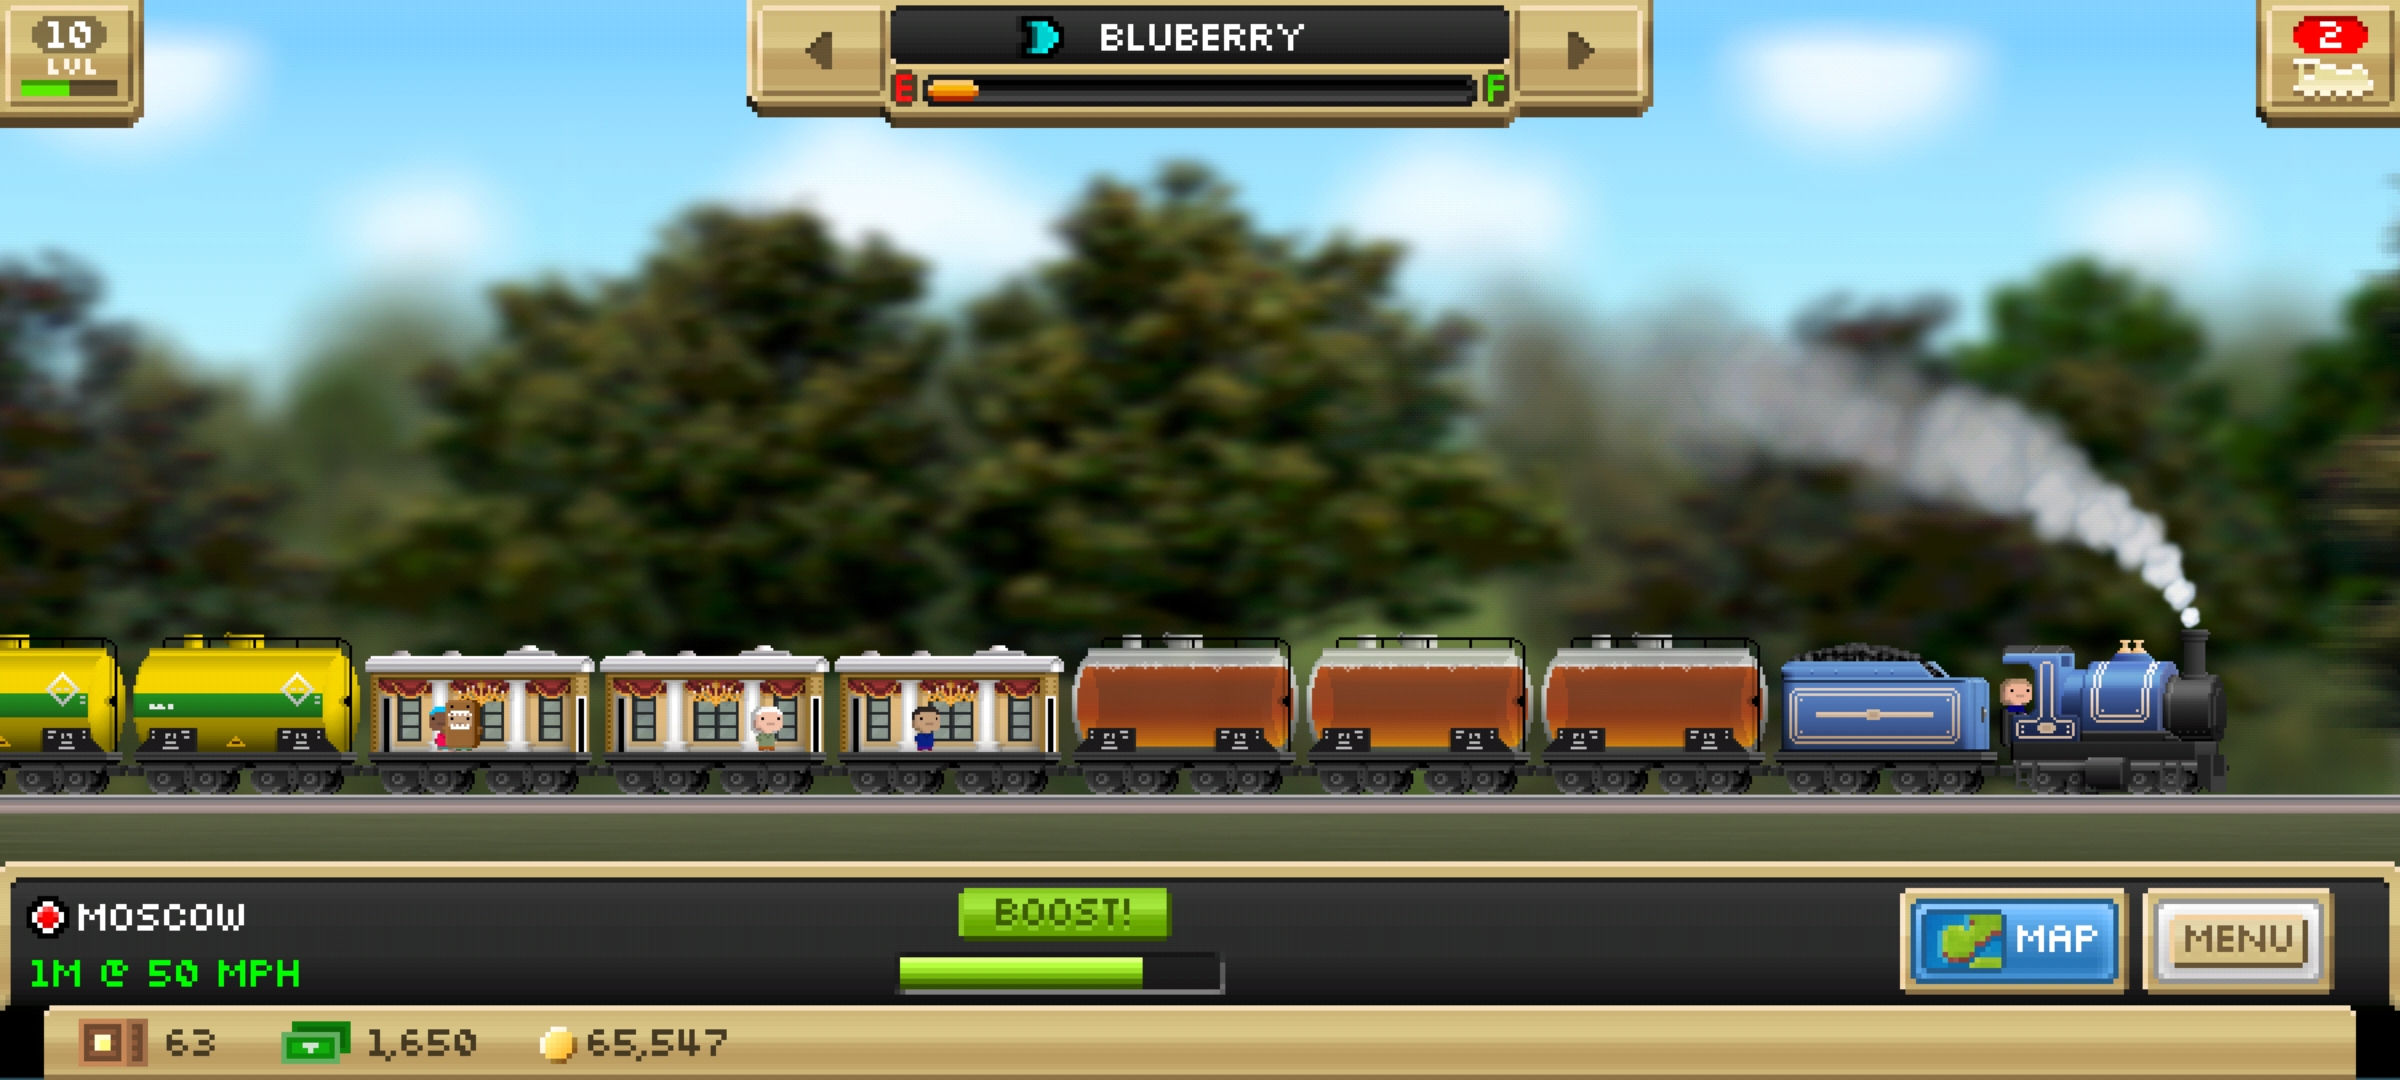 10
LVL
BLUBERRY
E F
2
MOSCOW
1M @ 50 MPH
BOOST!
MAP
MENU
63 1,650 65,547